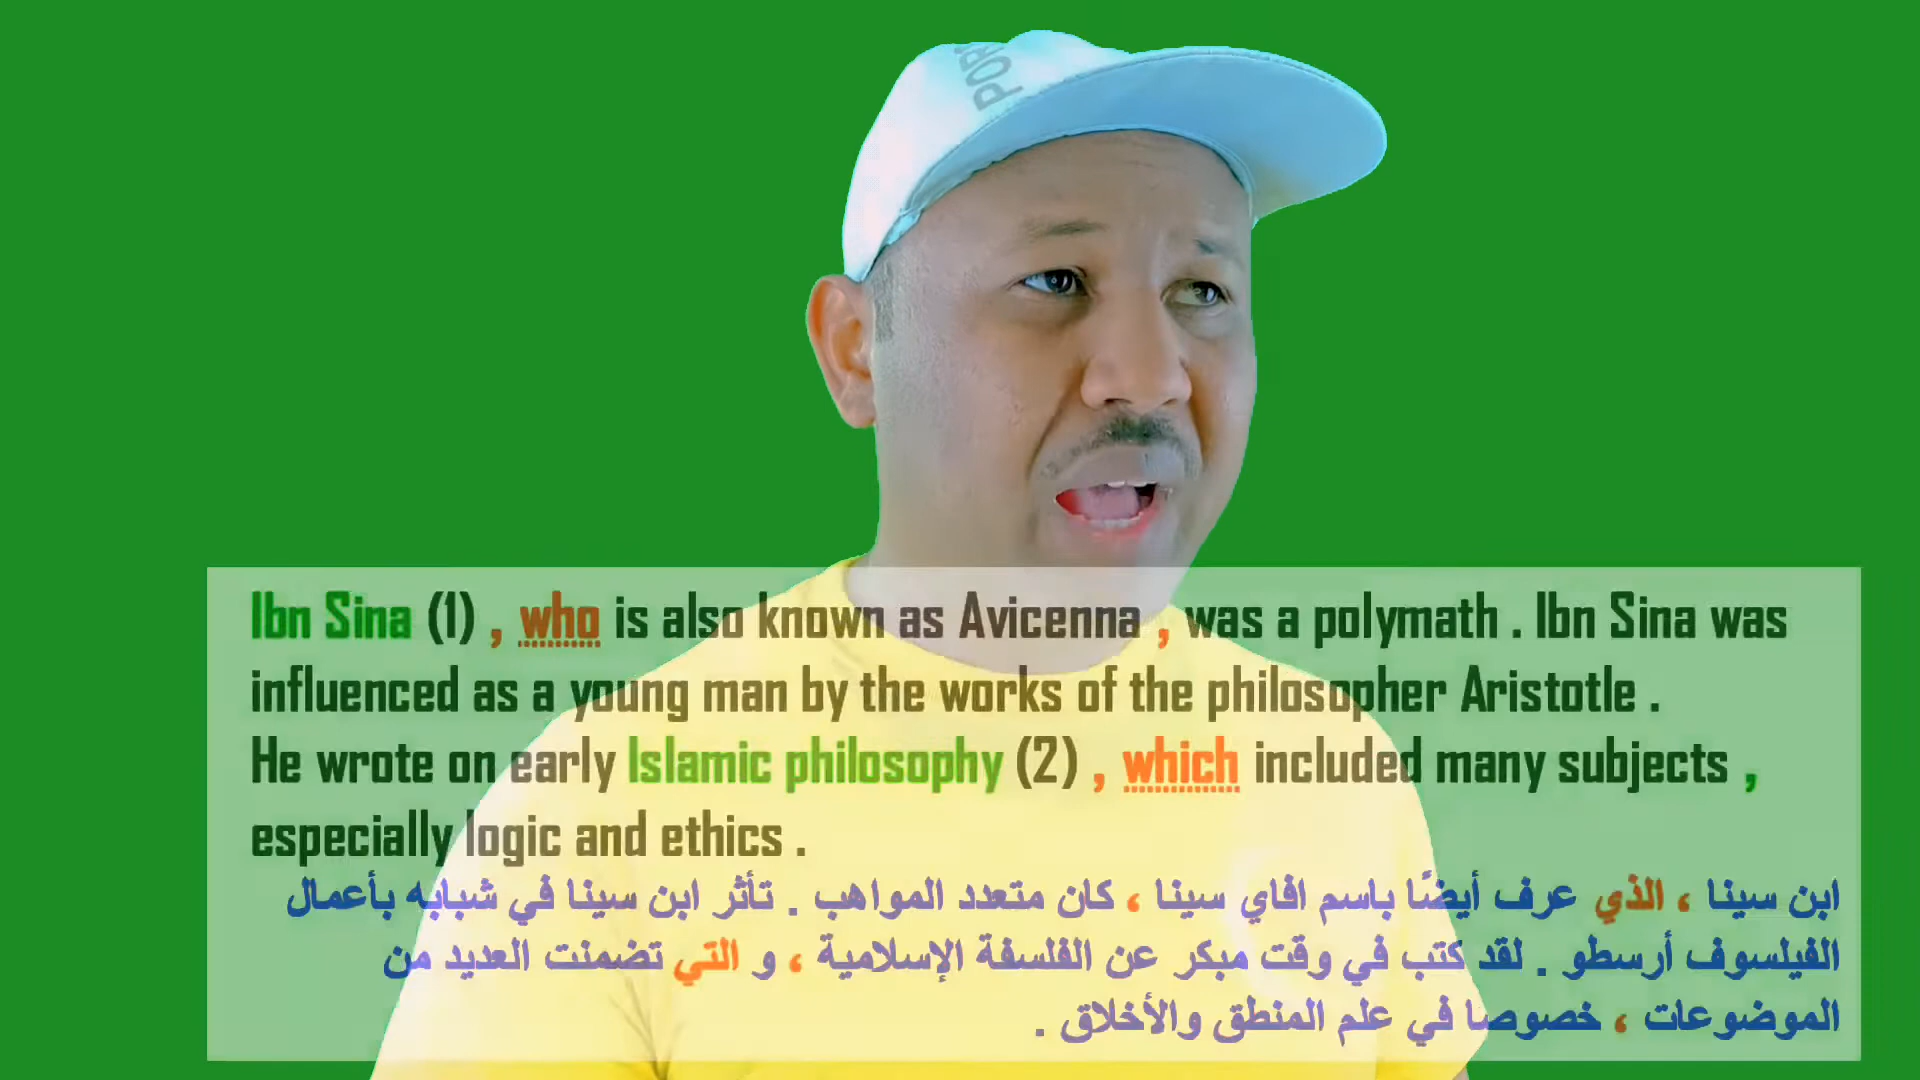 POR
Ibn Sina (1) , who is also known as Avicenna , was a polymath . Ibn Sina was
influenced as a young man by the works of the philosopher Aristotle .
He wrote on early Islamic philosophy (2) , which included many subjects ,
especially logic and ethics .
ابن سينا ، الذي عرف أيضًا باسم افاي سينا ، كان متعدد المواهب . تأثر ابن سينا في شبابه بأعمال
الفيلسوف أرسطو . لقد كتب في وقت مبكر عن الفلسفة الإسلامية ، و التي تضمنت العديد من
الموضوعات ، خصوصا في علم المنطق والأخلاق .